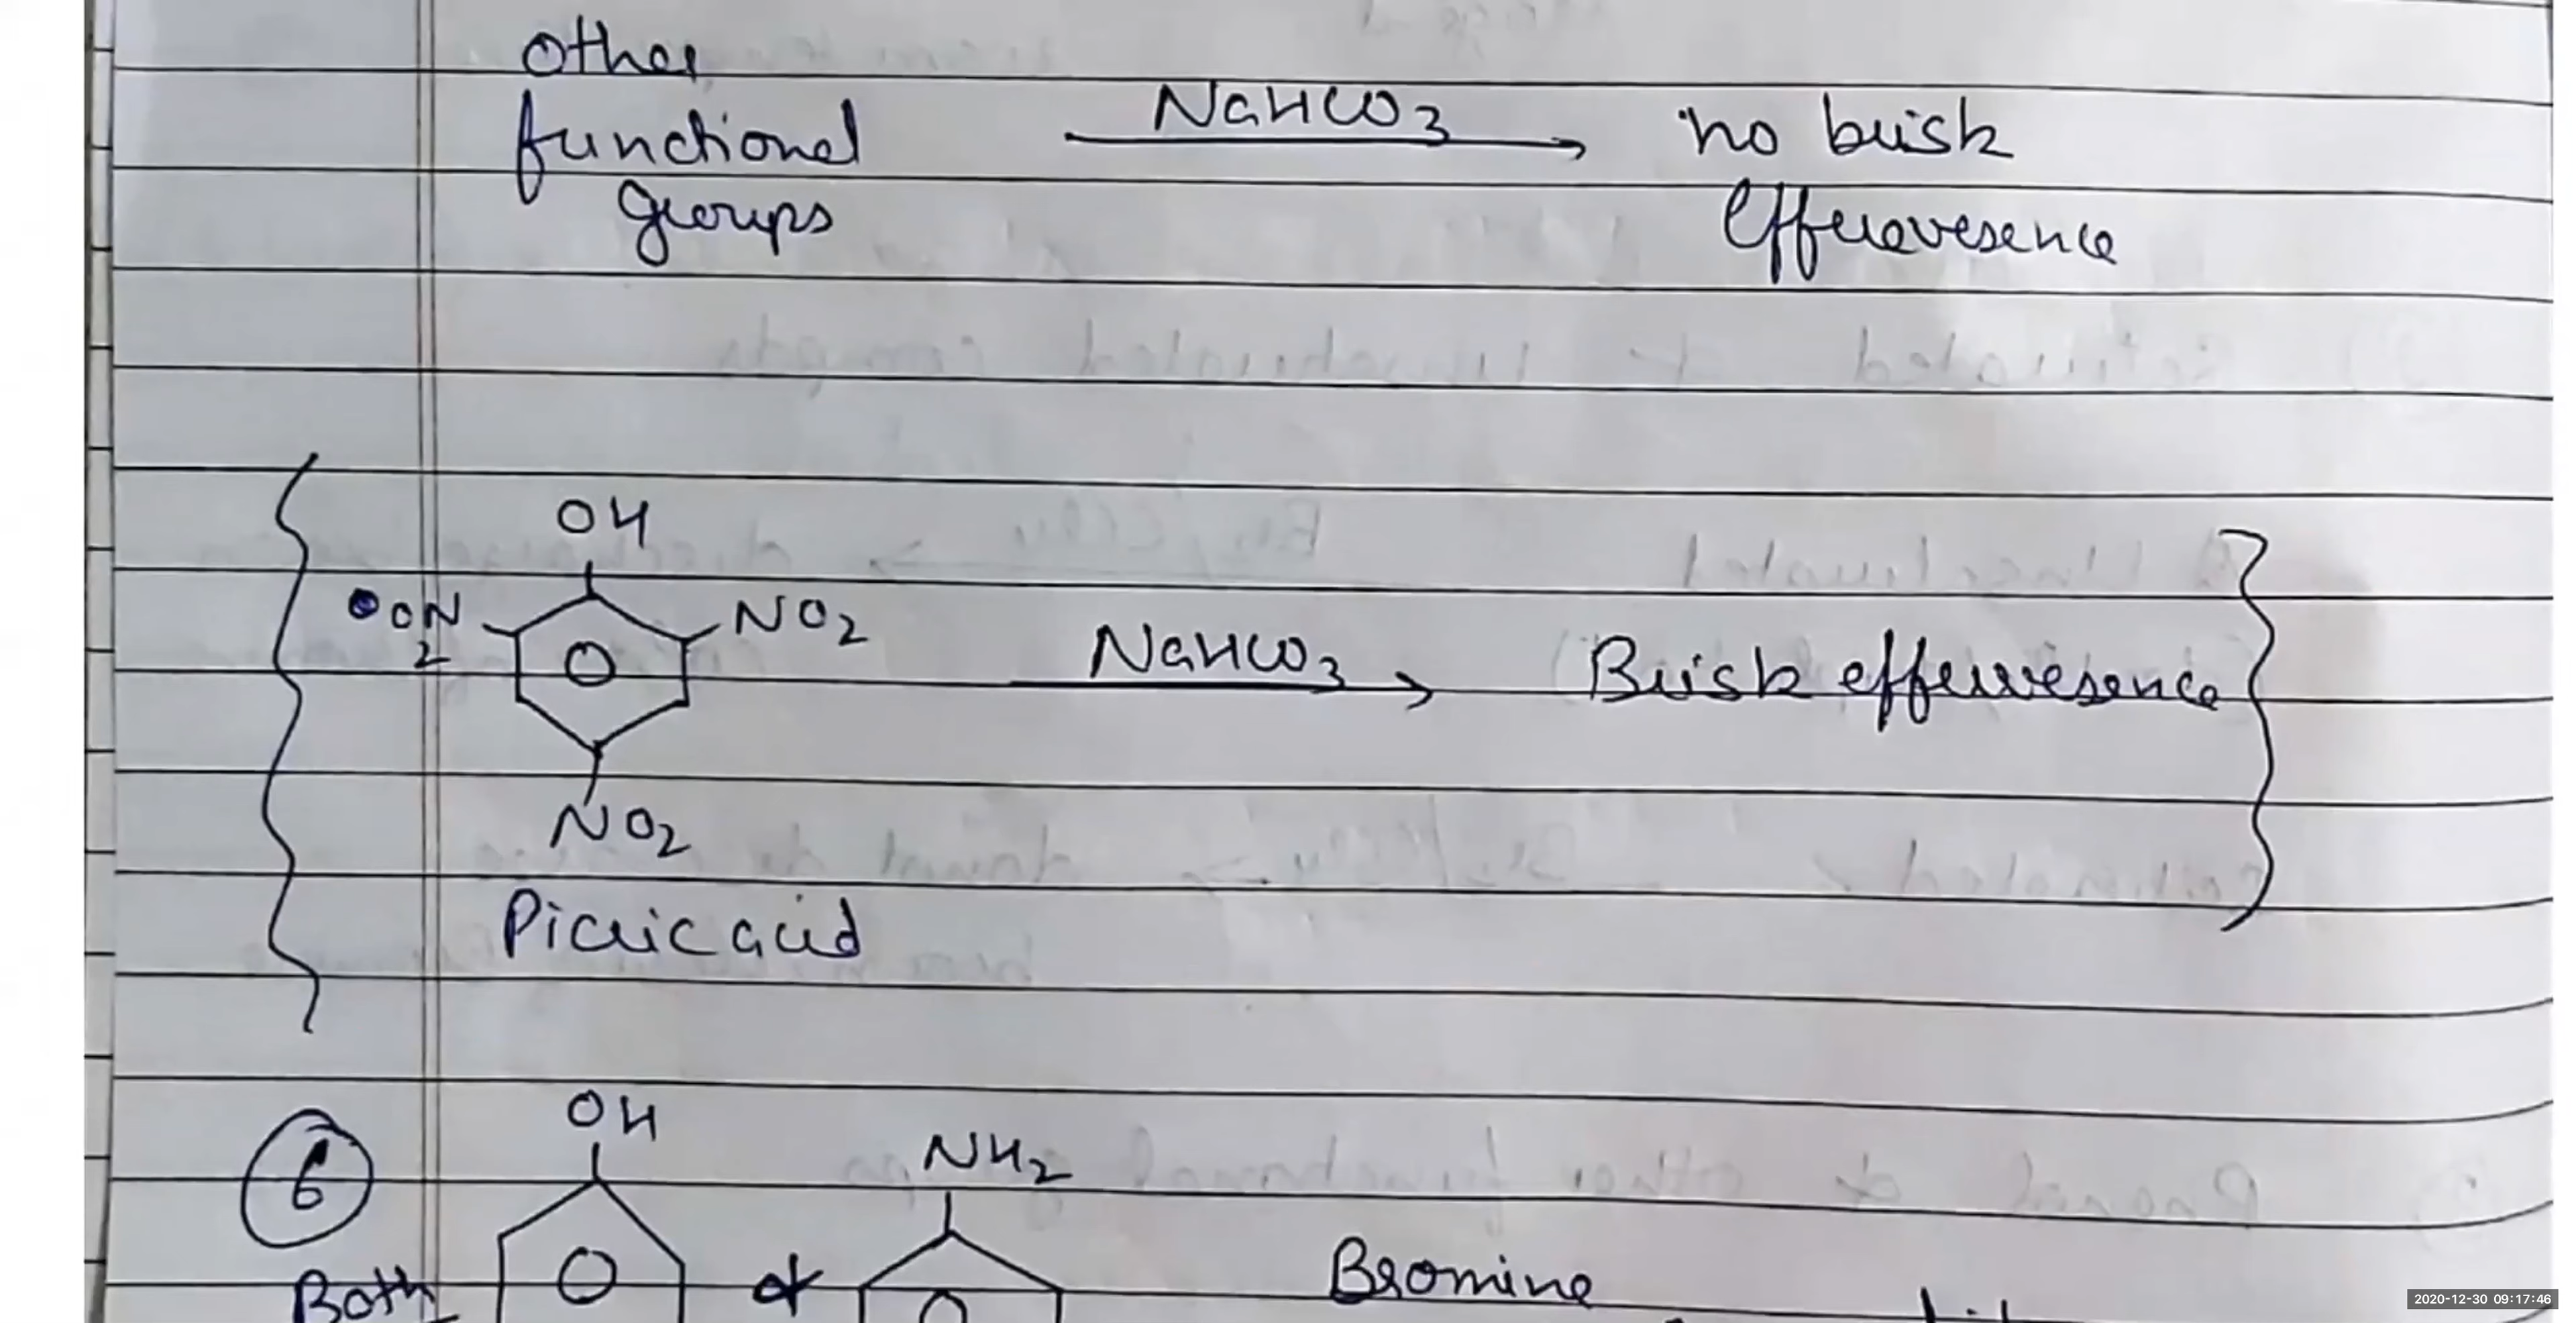 Other
functional
groups
NaHCO3
no brisk
Efferavesence
OH
O2N
NO2
NaHCO3
Brisk effervesence
NO2
Picric acid
6
OH
NH2
Both
&
Bromine
2020-12-30 09:17:46